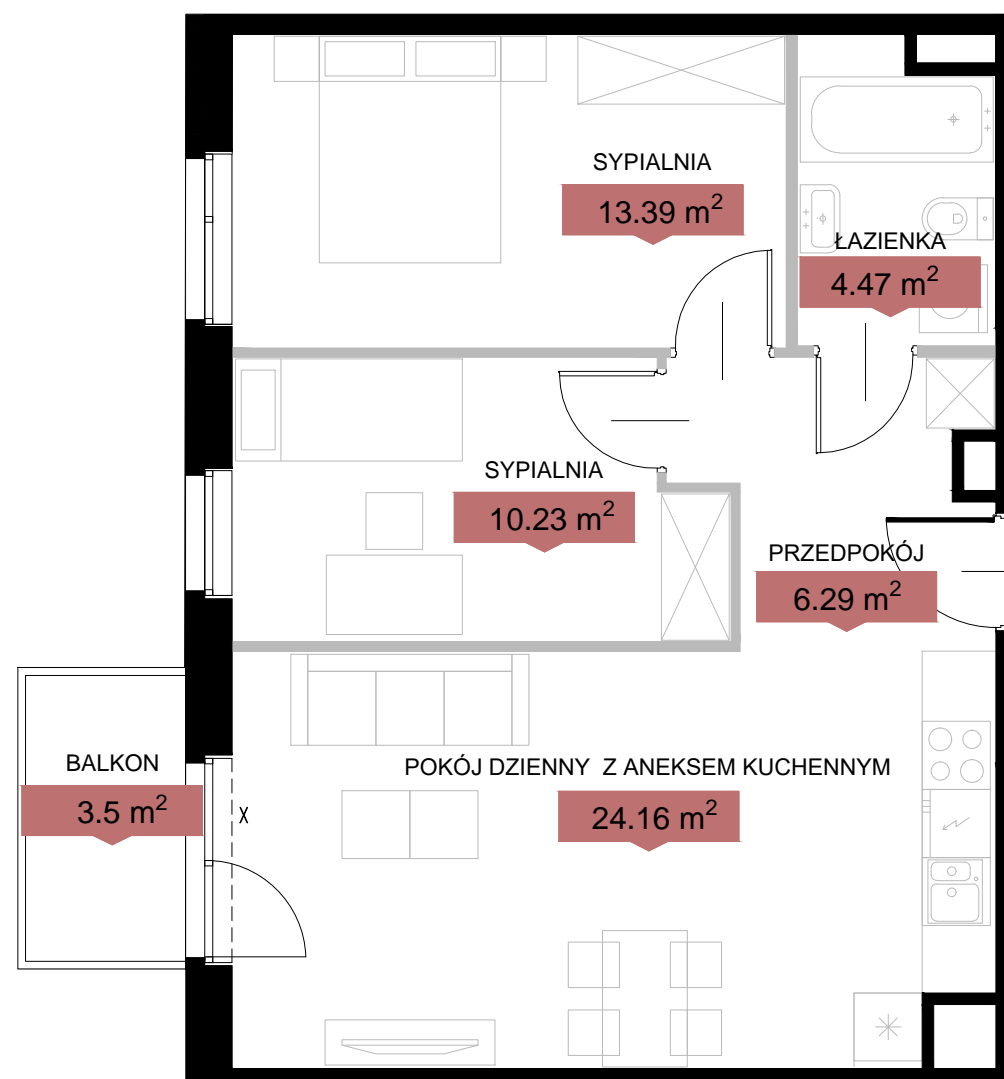 SYPIALNIA
13.39 m²
ŁAZIENKA
4.47 m²
SYPIALNIA
10.23 m²
PRZEDPOKÓJ
6.29 m²
BALKON
3.5 m²
X
POKÓJ DZIENNY Z ANEKSEM KUCHENNYM
24.16 m²